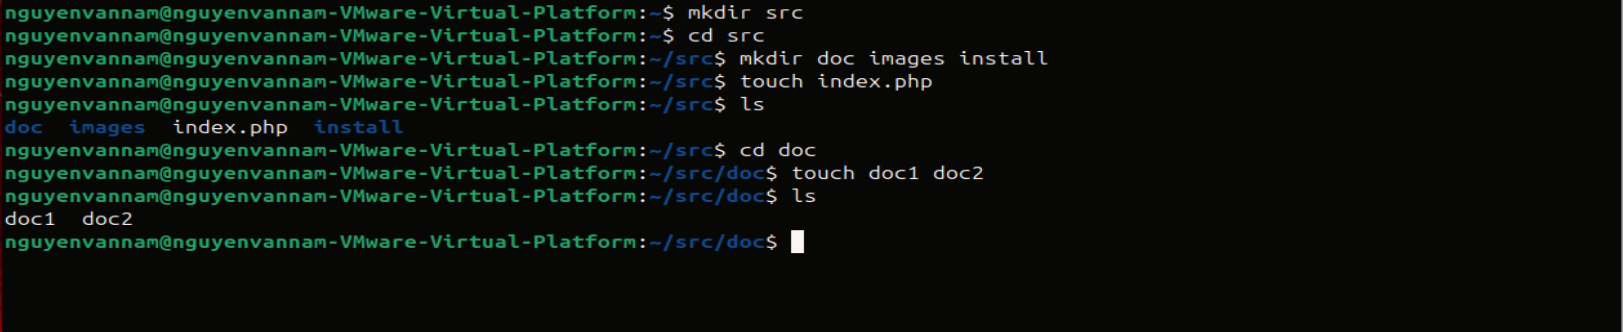 nguyenvannam@nguyenvannam-VMware-Virtual-Platform:~$ mkdir src
nguyenvannam@nguyenvannam-VMware-Virtual-Platform:~$ cd src
nguyenvannam@nguyenvannam-VMware-Virtual-Platform:~/src$ mkdir doc images install
nguyenvannam@nguyenvannam-VMware-Virtual-Platform:~/src$ touch index.php
nguyenvannam@nguyenvannam-VMware-Virtual-Platform:~/src$ ls
doc  images  index.php  install
nguyenvannam@nguyenvannam-VMware-Virtual-Platform:~/src$ cd doc
nguyenvannam@nguyenvannam-VMware-Virtual-Platform:~/src/doc$ touch doc1 doc2
nguyenvannam@nguyenvannam-VMware-Virtual-Platform:~/src/doc$ ls
doc1  doc2
nguyenvannam@nguyenvannam-VMware-Virtual-Platform:~/src/doc$